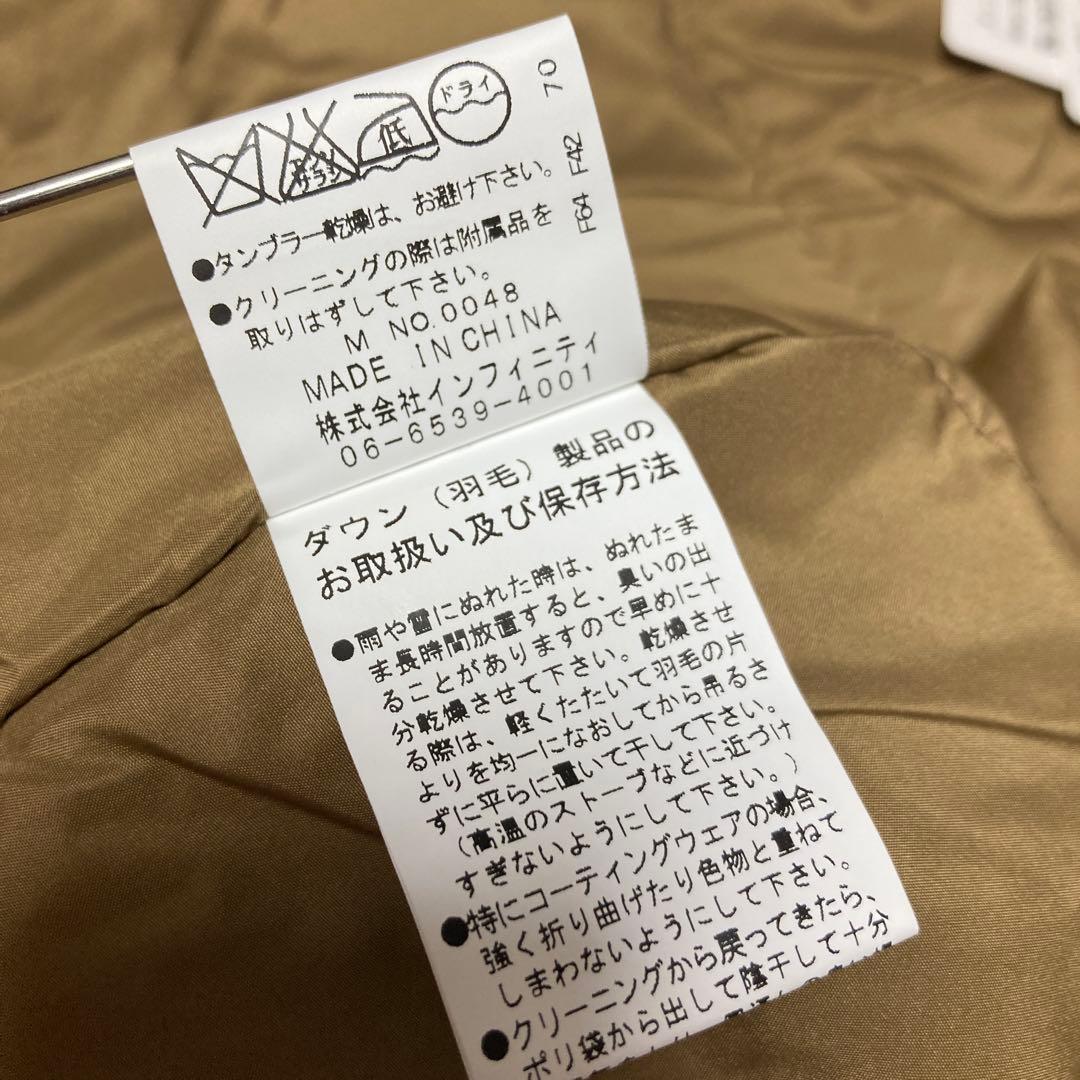 エンソ
サラシ
低
ドライ
●タンブラー乾燥は、お避け下さい。
●クリーニングの際は附属品を
取りはずして下さい。
M NO.0048
MADE IN CHINA
株式会社インフィニティ
06-6539-4001
70
F64 F42
ダウン（羽毛）製品の
お取扱い及び保存方法
●雨や雪にぬれた時は、ぬれたま
ま長時間放置すると、臭いの出
ることがありますので早めに十
分乾燥させて下さい。乾燥させ
る際は、軽くたたいて羽毛の片
よりを均一になおしてから吊るさ
ずに平らに置いて干して下さい。
（高温のストーブなどに近づけ
すぎないようにして下さい。）
●特にコーティングウェアの場合、
強く折り曲げたり色物と重ねて
しまわないようにして下さい。
●クリーニングから戻ってきたら、
ポリ袋から出して陰干しして十分